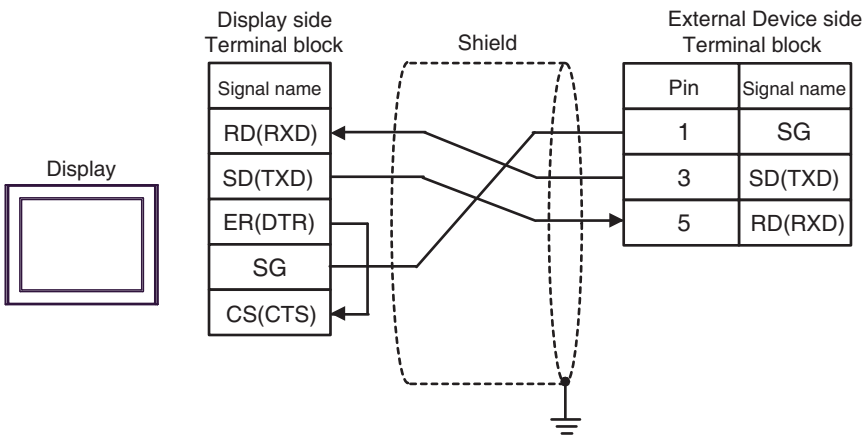 Display side
Terminal block
Shield
External Device side
Terminal block
Signal name
Pin
Signal name
RD(RXD)
1
SG
Display
SD(TXD)
3
SD(TXD)
ER(DTR)
5
RD(RXD)
SG
CS(CTS)